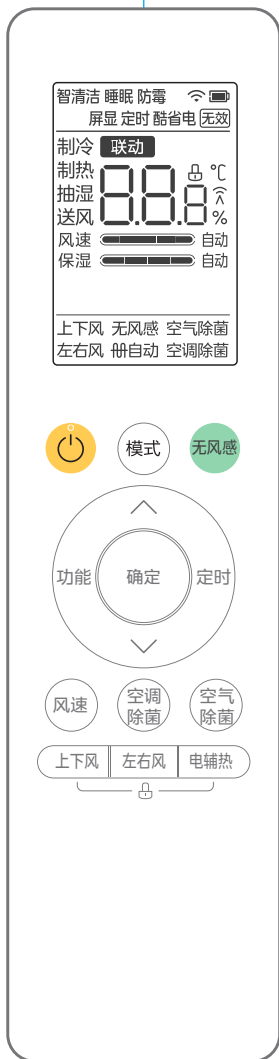 智清洁 睡眠 防霉
屏显 定时 酷省电 无效
制冷 联动
制热 88.8 ℃
抽湿
送风 %
风速 自动
保湿 自动
上下风 无风感 空气除菌
左右风 册自动 空调除菌
模式 无风感
功能 确定 定时
风速 空调 空气
除菌 除菌
上下风 左右风 电辅热